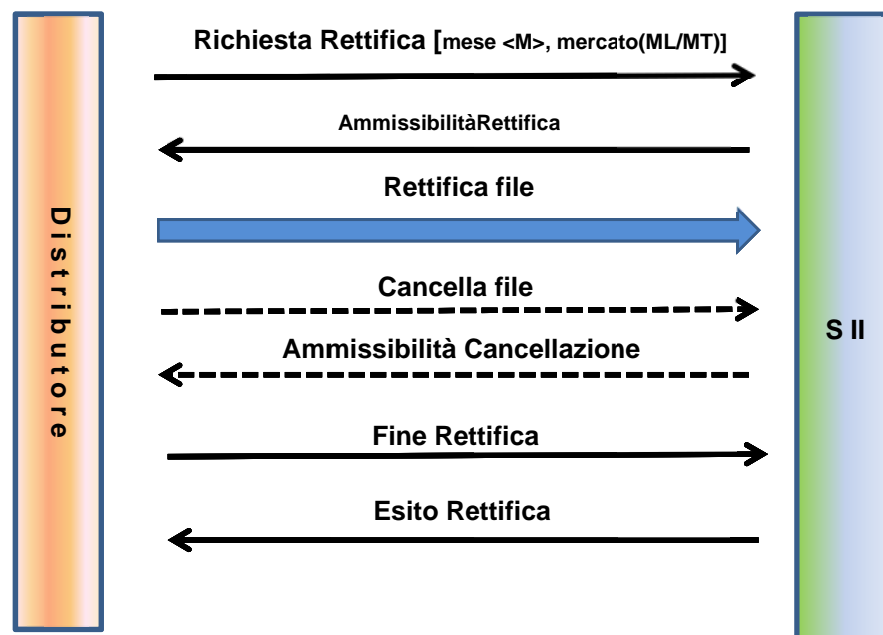 Richiesta Rettifica [mese <M>, mercato(ML/MT)]
AmmissibilitàRettifica
Rettifica file
Distributore
Cancella file
Ammissibilità Cancellazione
S II
Fine Rettifica
Esito Rettifica